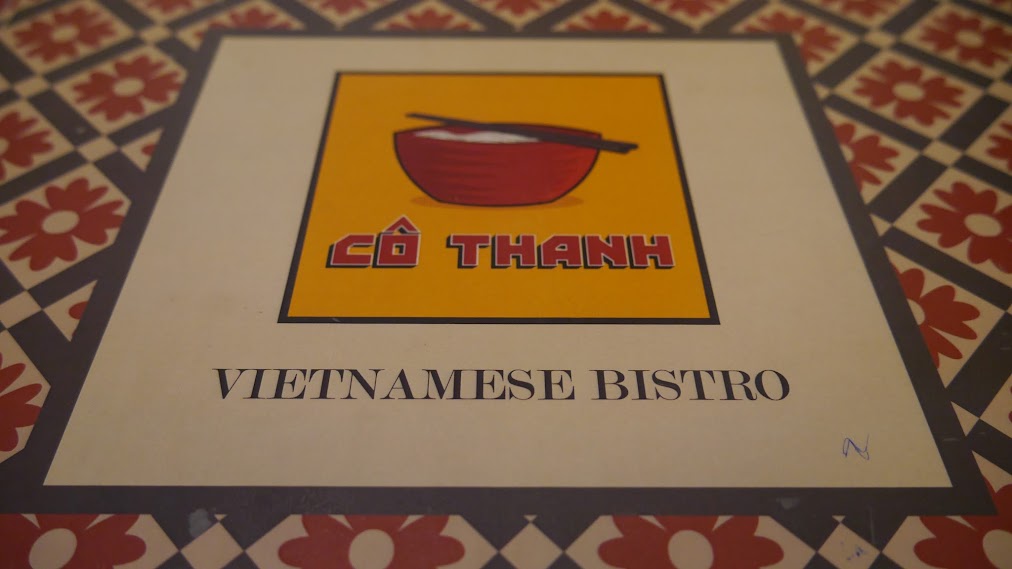 CÔ THANH
VIETNAMESE BISTRO